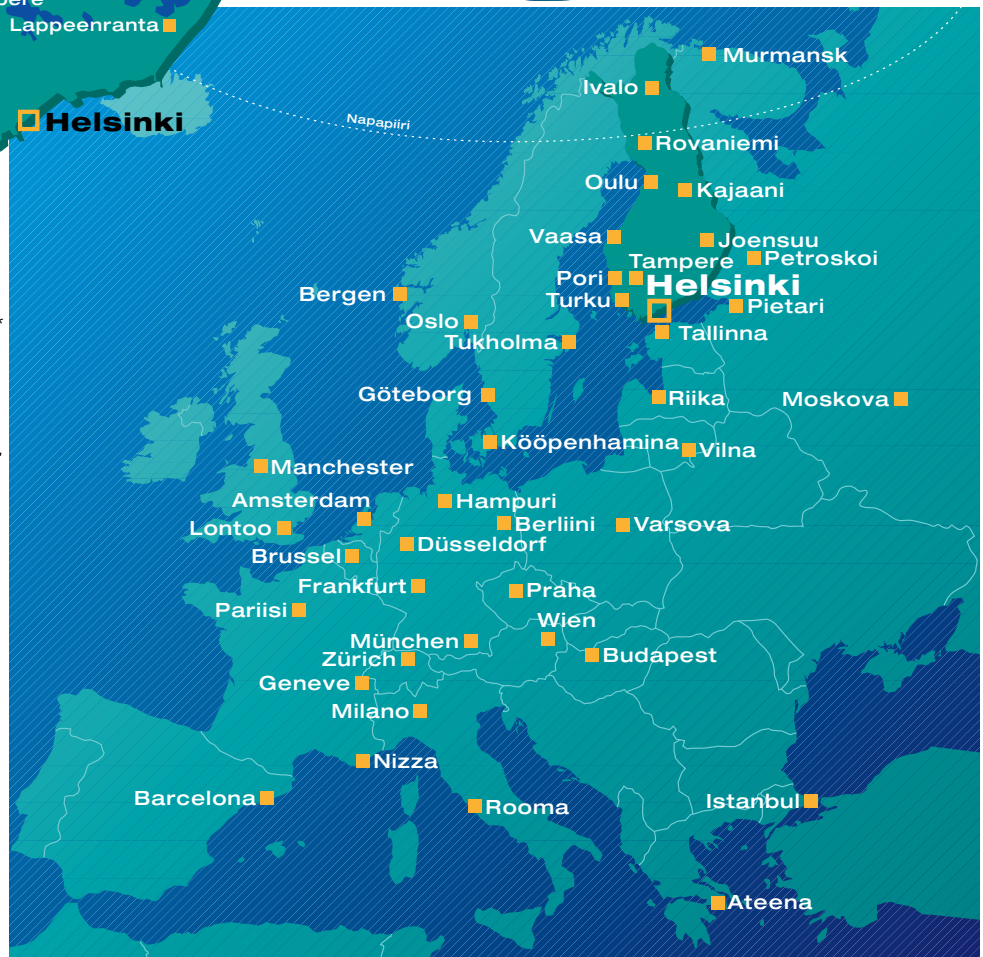 pere
Lappeenranta
Helsinki
Napapiiri
Murmansk
Ivalo
Rovaniemi
Oulu
Kajaani
Vaasa
Joensuu
Tampere
Petroskoi
Pori
Helsinki
Turku
Pietari
Bergen
Oslo
Tallinna
Tukholma
Göteborg
Riika
Moskova
Kööpenhamina
Vilna
Manchester
Amsterdam
Hampuri
Lontoo
Berliini
Varsova
Brussel
Düsseldorf
Frankfurt
Praha
Pariisi
Wien
München
Zürich
Budapest
Geneve
Milano
Nizza
Barcelona
Rooma
Istanbul
Ateena